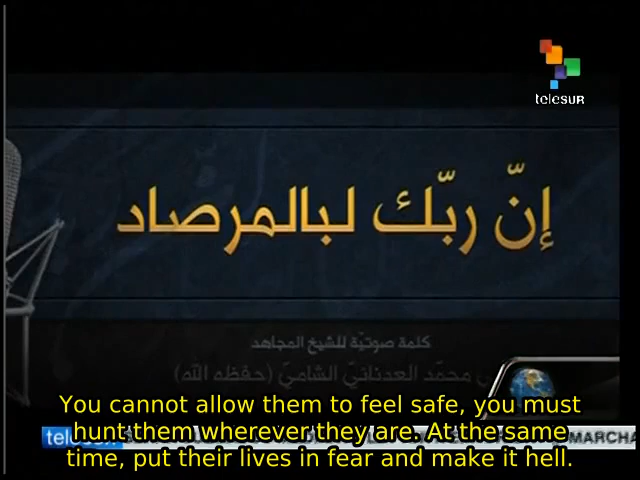 telesur
إنّ ربّك لبالمرصاد
كلمة صوتيّة للشيخ المجاهد
محمّد العدنانيّ الشاميّ (حفظه الله)
You cannot allow them to feel safe, you must
hunt them wherever they are. At the same
time, put their lives in fear and make it hell.
MARCHA